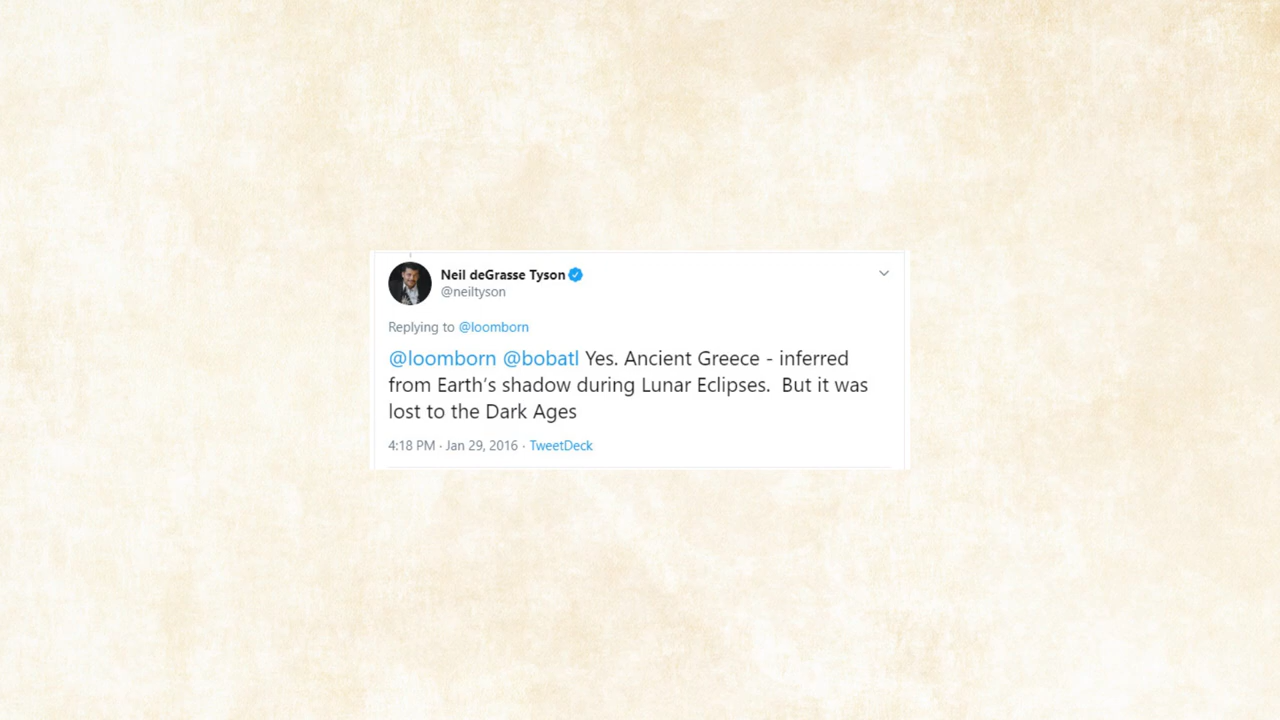 Neil deGrasse Tyson
@neiltyson
Replying to @loomborn
@loomborn @bobatl Yes. Ancient Greece - inferred
from Earth's shadow during Lunar Eclipses.  But it was
lost to the Dark Ages
4:18 PM · Jan 29, 2016 · TweetDeck